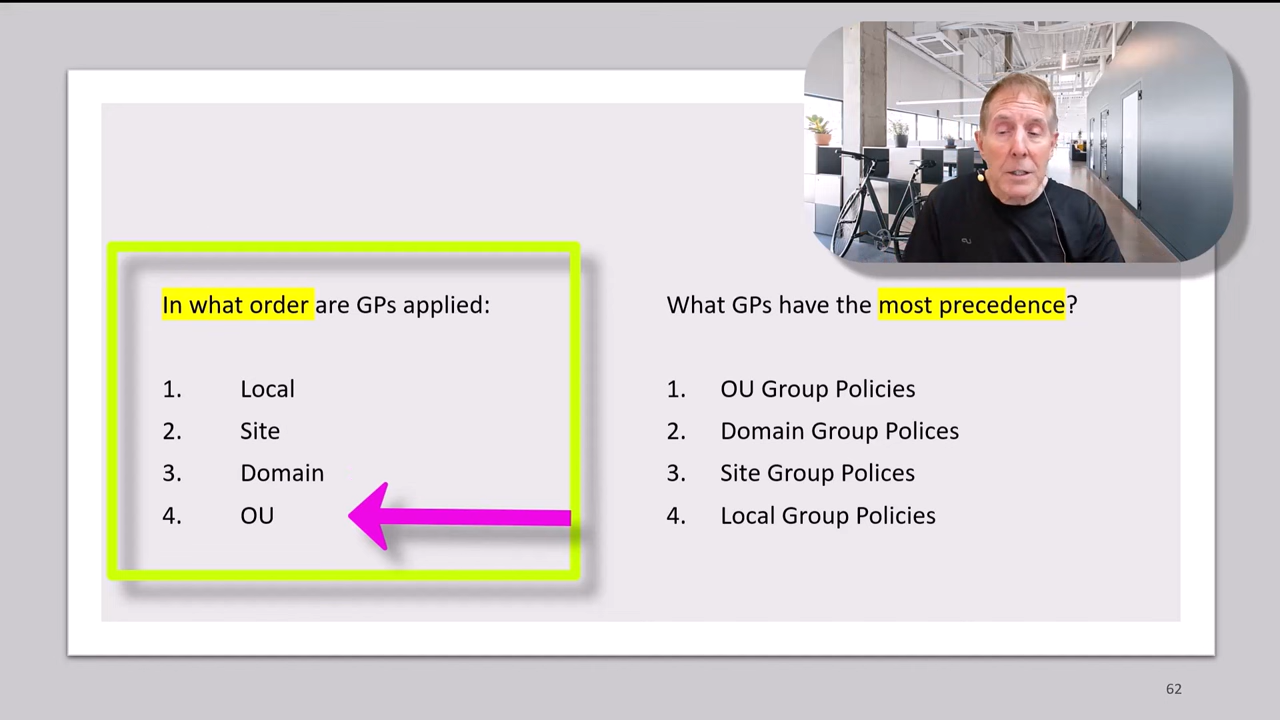 In what order are GPs applied:
1. Local
2. Site
3. Domain
4. OU
What GPs have the most precedence?
1. OU Group Policies
2. Domain Group Polices
3. Site Group Polices
4. Local Group Policies
62